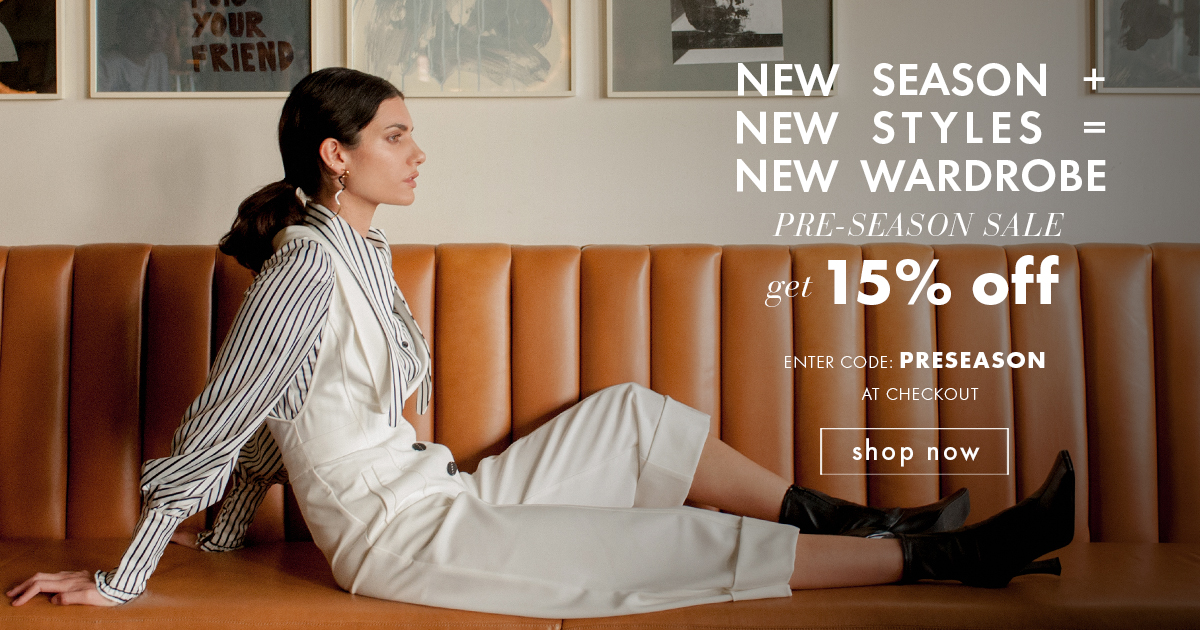 YOUR
FRIEND
NEW SEASON +
NEW STYLES =
NEW WARDROBE
PRE-SEASON SALE
get 15% off
ENTER CODE: PRESEASON
AT CHECKOUT
shop now